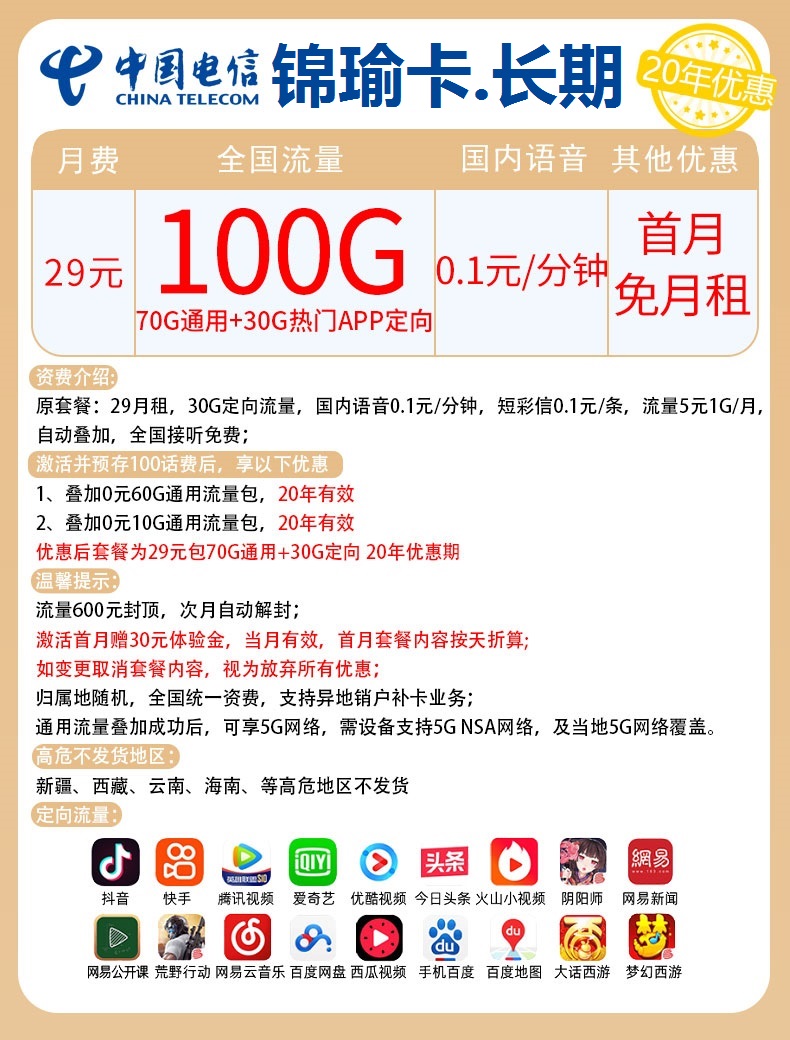 中国电信
CHINA TELECOM
锦瑜卡.长期
20年优惠
月费 全国流量 国内语音 其他优惠
29元
100G
70G通用+30G热门APP定向
0.1元/分钟
首月
免月租
资费介绍:
原套餐：29月租，30G定向流量，国内语音0.1元/分钟，短彩信0.1元/条，流量5元1G/月，
自动叠加，全国接听免费；
激活并预存100话费后，享以下优惠
1、叠加0元60G通用流量包，20年有效
2、叠加0元10G通用流量包，20年有效
优惠后套餐为29元包70G通用+30G定向 20年优惠期
温馨提示:
流量600元封顶，次月自动解封；
激活首月赠30元体验金，当月有效，首月套餐内容按天折算;
如变更取消套餐内容，视为放弃所有优惠；
归属地随机，全国统一资费，支持异地销户补卡业务；
通用流量叠加成功后，可享5G网络，需设备支持5G NSA网络，及当地5G网络覆盖。
高危不发货地区：
新疆、西藏、云南、海南、等高危地区不发货
定向流量：
英雄联盟S10
iQIYI
头条
網易
www.163.com
抖音 快手 腾讯视频 爱奇艺 优酷视频 今日头条 火山小视频 阴阳师 网易新闻
du
du
梦
网易公开课 荒野行动 网易云音乐 百度网盘 西瓜视频 手机百度 百度地图 大话西游 梦幻西游